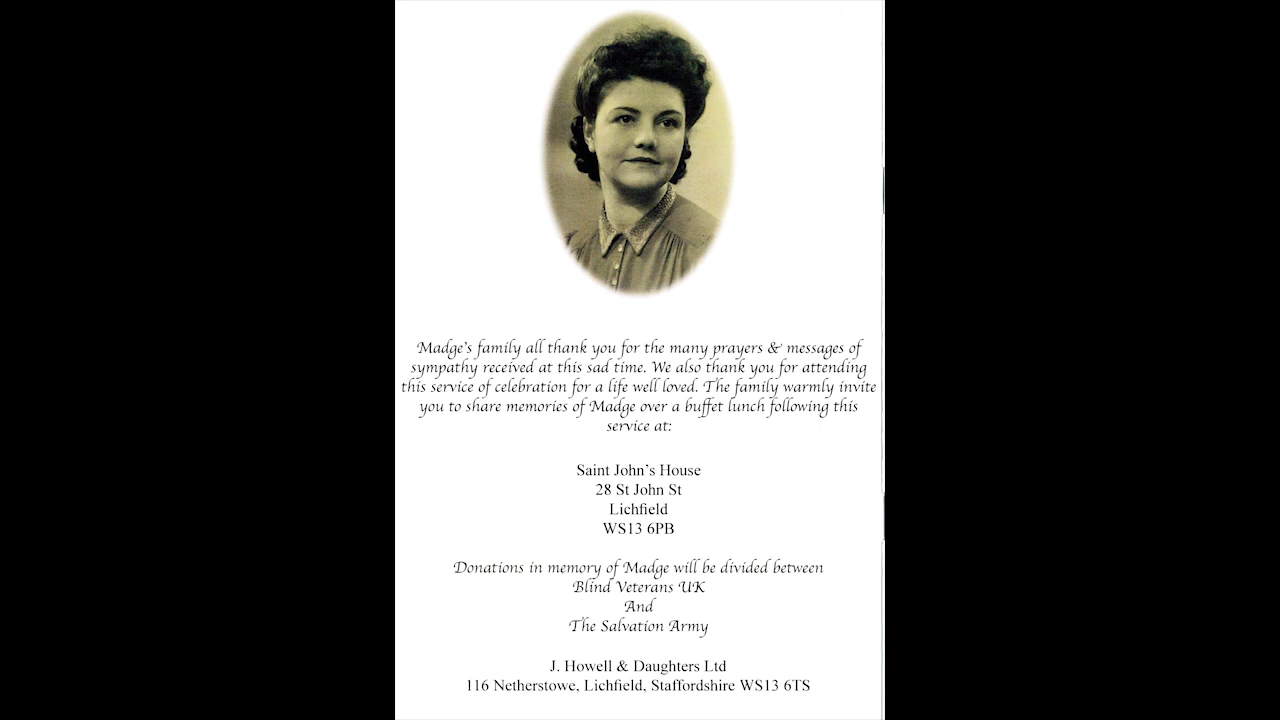 Madge's family all thank you for the many prayers & messages of
sympathy received at this sad time. We also thank you for attending
this service of celebration for a life well loved. The family warmly invite
you to share memories of Madge over a buffet lunch following this
service at:
Saint John's House
28 St John St
Lichfield
WS13 6PB
Donations in memory of Madge will be divided between
Blind Veterans UK
And
The Salvation Army
J. Howell & Daughters Ltd
116 Netherstowe, Lichfield, Staffordshire WS13 6TS